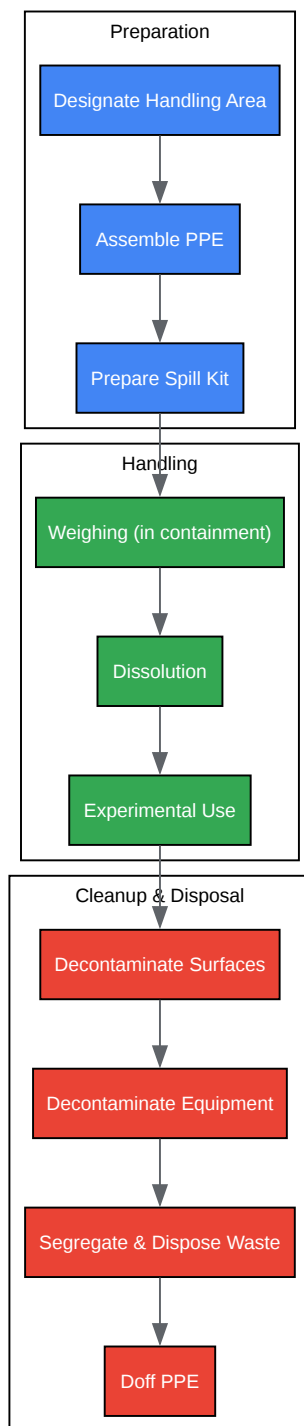 Preparation
Designate Handling Area
Assemble PPE
Prepare Spill Kit
Handling
Weighing (in containment)
Dissolution
Experimental Use
Cleanup & Disposal
Decontaminate Surfaces
Decontaminate Equipment
Segregate & Dispose Waste
Doff PPE